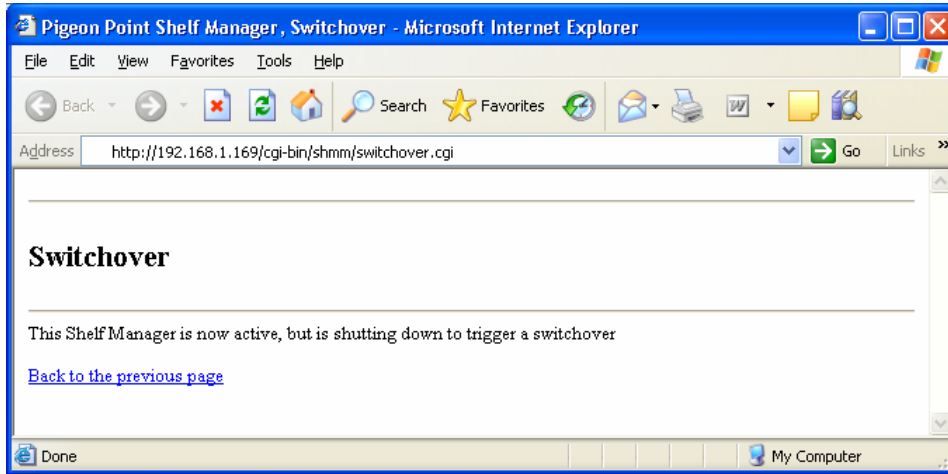 Pigeon Point Shelf Manager, Switchover - Microsoft Internet Explorer
File Edit View Favorites Tools Help
Back Search Favorites W
Address http://192.168.1.169/cgi-bin/shmm/switchover.cgi Go Links »
Switchover
This Shelf Manager is now active, but is shutting down to trigger a switchover
Back to the previous page
Done My Computer